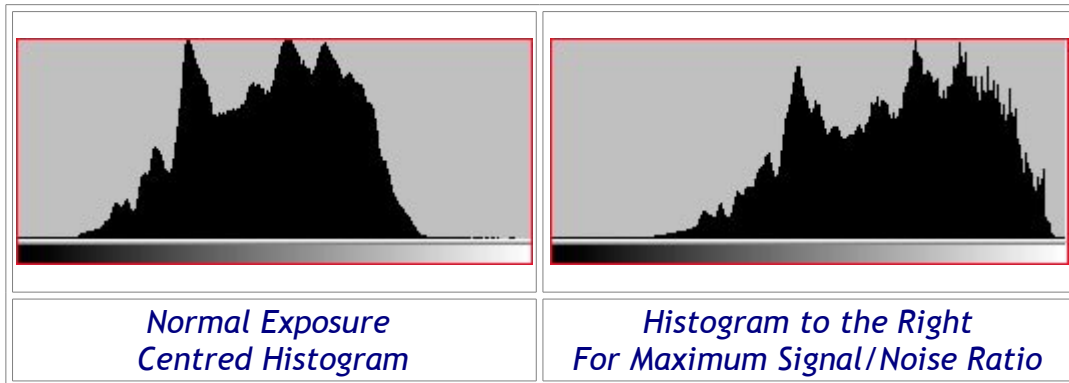 Normal Exposure
Centred Histogram
Histogram to the Right
For Maximum Signal/Noise Ratio